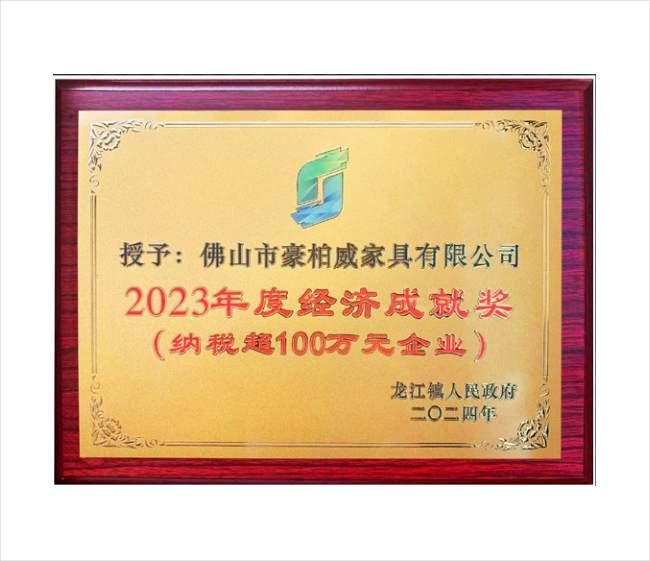 授予：佛山市豪柏威家具有限公司
2023年度经济成就奖
（纳税超100万元企业）
龙江镇人民政府
二〇二四年